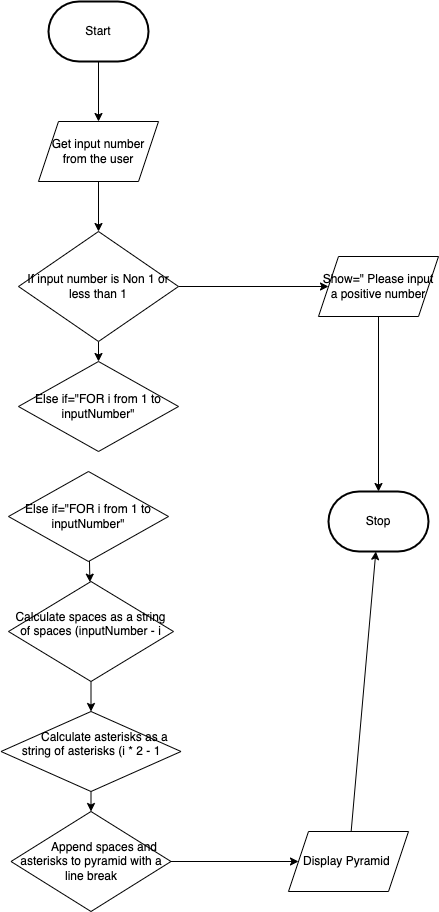 Start
Get input number
from the user
If input number is Non 1 or
less than 1
Show=" Please input
a positive number
Else if="FOR i from 1 to
inputNumber"
Else if="FOR i from 1 to
inputNumber"
Stop
Calculate spaces as a string
of spaces (inputNumber - i
Calculate asterisks as a
string of asterisks (i * 2 - 1
Append spaces and
asterisks to pyramid with a
line break
Display Pyramid